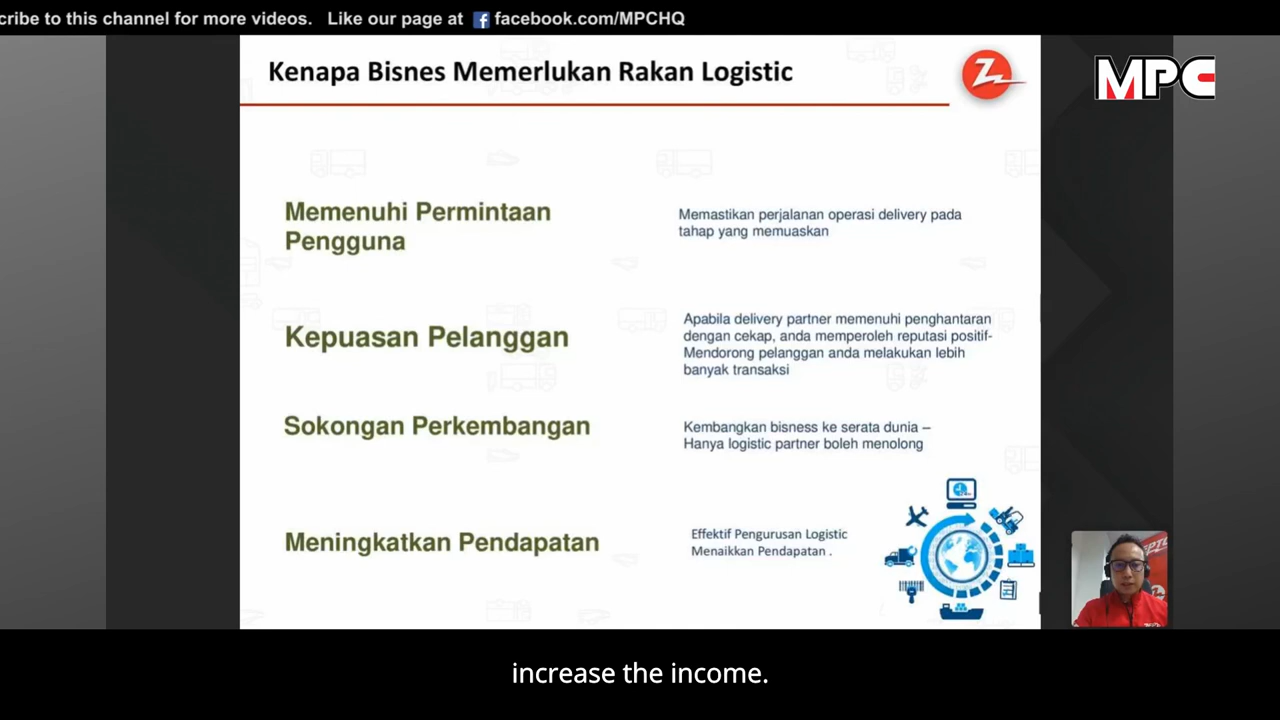 cribe to this channel for more videos. Like our page at facebook.com/MPCHQ
Kenapa Bisnes Memerlukan Rakan Logistic
MPC
Memenuhi Permintaan
Pengguna
Memastikan perjalanan operasi delivery pada
tahap yang memuaskan
Kepuasan Pelanggan
Apabila delivery partner memenuhi penghantaran
dengan cekap, anda memperoleh reputasi positif-
Mendorong pelanggan anda melakukan lebih
banyak transaksi
Sokongan Perkembangan
Kembangkan bisness ke serata dunia –
Hanya logistic partner boleh menolong
Meningkatkan Pendapatan
Effektif Pengurusan Logistic
Menaikkan Pendapatan .
increase the income.